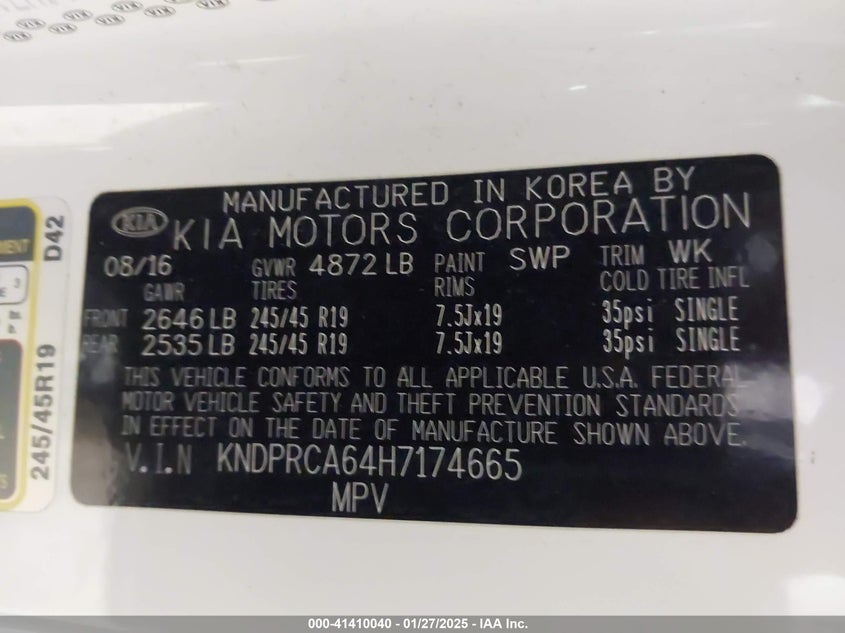 MANUFACTURED IN KOREA BY
KIA KIA MOTORS CORPORATION
08/16 GVWR 4872 LB PAINT SWP TRIM WK
GAWR TIRES RIMS COLD TIRE INFL
FRONT 2646 LB 245/45 R19 7.5Jx19 35psi SINGLE
REAR 2535 LB 245/45 R19 7.5Jx19 35psi SINGLE
THIS VEHICLE CONFORMS TO ALL APPLICABLE U.S.A. FEDERAL
MOTOR VEHICLE SAFETY AND THEFT PREVENTION STANDARDS
IN EFFECT ON THE DATE OF MANUFACTURE SHOWN ABOVE.
V.I.N KNDPRCA64H7174665
MPV
D42
245/45R19
000-41410040 - 01/27/2025 - IAA Inc.